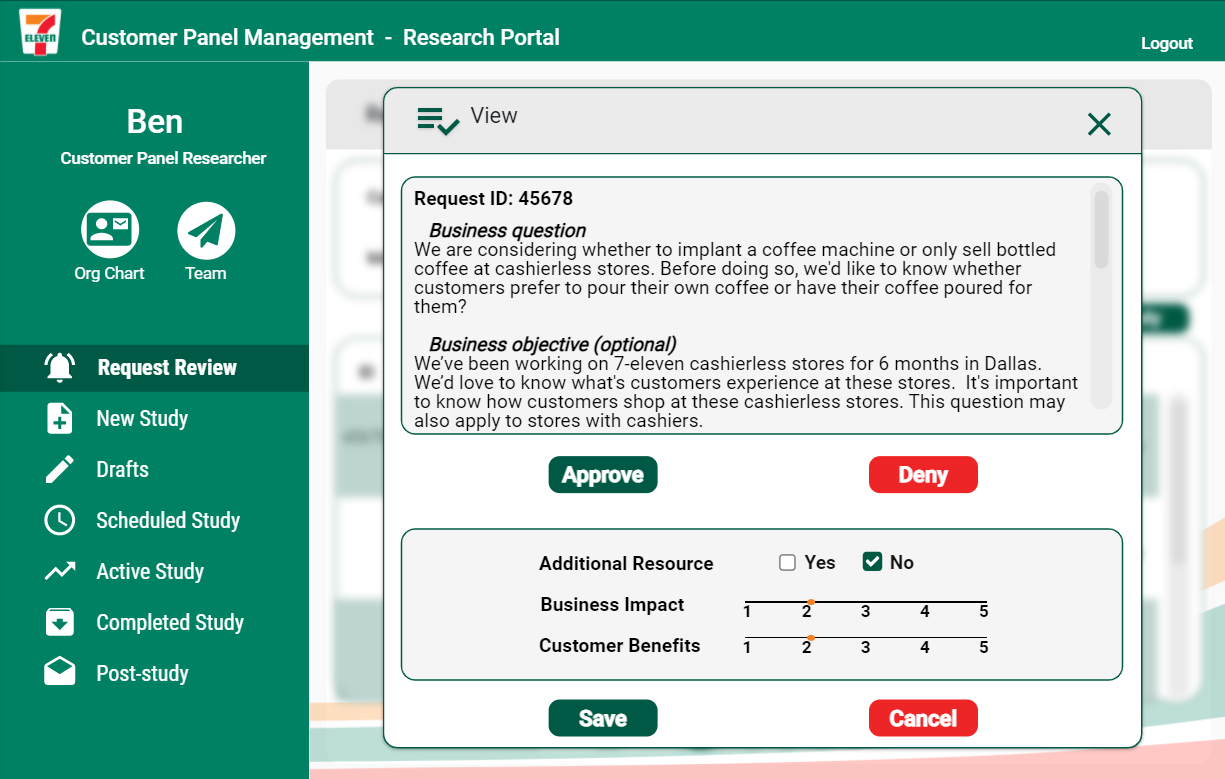 7
ELEVEN
Customer Panel Management - Research Portal
Logout
Ben
Customer Panel Researcher
Org Chart
Team
Request Review
New Study
Drafts
Scheduled Study
Active Study
Completed Study
Post-study
View
Request ID: 45678
Business question
We are considering whether to implant a coffee machine or only sell bottled
coffee at cashierless stores. Before doing so, we'd like to know whether
customers prefer to pour their own coffee or have their coffee poured for
them?
Business objective (optional)
We’ve been working on 7-eleven cashierless stores for 6 months in Dallas.
We’d love to know what's customers experience at these stores.  It's important
to know how customers shop at these cashierless stores. This question may
also apply to stores with cashiers.
Approve
Deny
Additional Resource
Yes
No
Business Impact
1 2 3 4 5
Customer Benefits
1 2 3 4 5
Save
Cancel